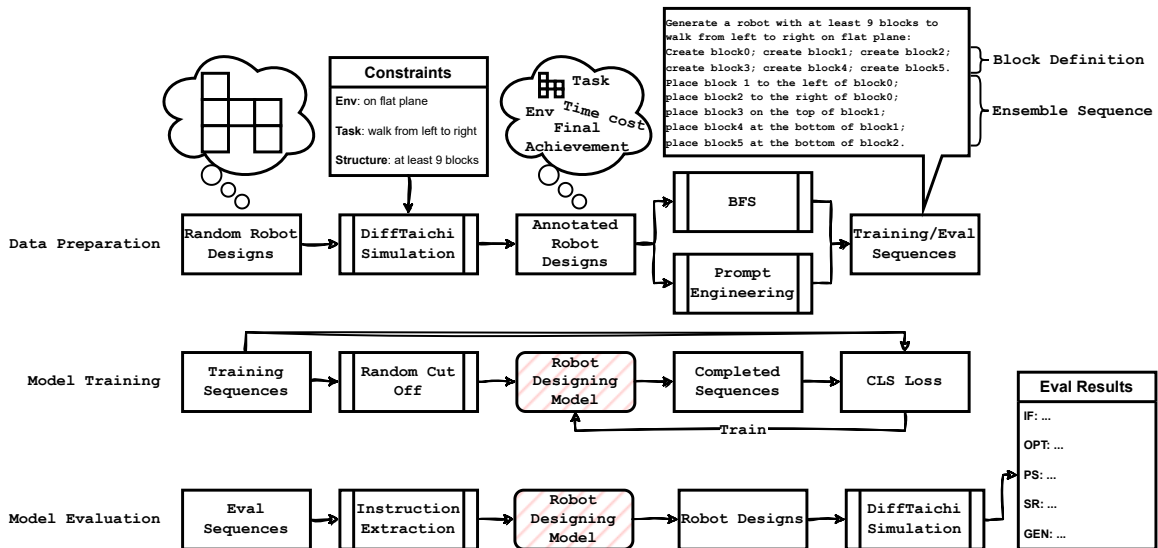 Generate a robot with at least 9 blocks to
walk from left to right on flat plane:
Create block0; create block1; create block2;
create block3; create block4; create block5.
Place block 1 to the left of block0;
place block2 to the right of block0;
place block3 on the top of block1;
place block4 at the bottom of block1;
place block5 at the bottom of block2.
Block Definition
Ensemble Sequence
Constraints
Env: on flat plane
Task: walk from left to right
Structure: at least 9 blocks
Task
Env Time cost
Final
Achievement
Data Preparation
Random Robot
Designs
DiffTaichi
Simulation
Annotated
Robot
Designs
BFS
Prompt
Engineering
Training/Eval
Sequences
Model Training
Training
Sequences
Random Cut
Off
Robot
Designing
Model
Completed
Sequences
CLS Loss
Train
Model Evaluation
Eval
Sequences
Instruction
Extraction
Robot
Designing
Model
Robot Designs
DiffTaichi
Simulation
Eval Results
IF: ...
OPT: ...
PS: ...
SR: ...
GEN: ...